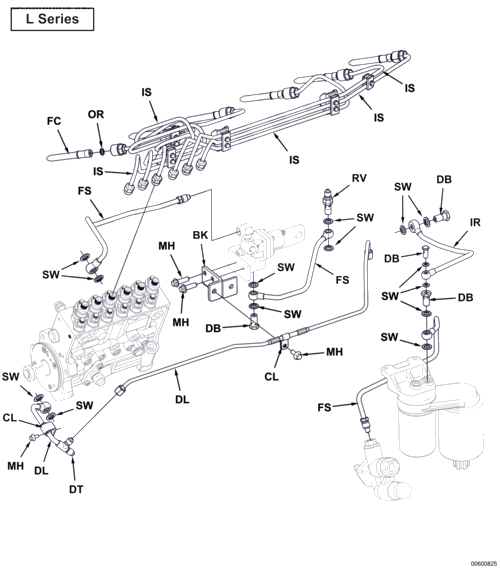 L Series
IS
IS
FC
OR
IS
IS
IS
RV
FS
SW
DB
SW
IR
BK
MH
SW
DB
SW
SW
FS
SW
SW
DB
MH
DB
SW
MH
SW
CL
SW
SW
DL
FS
CL
MH
DL
DT
00600825